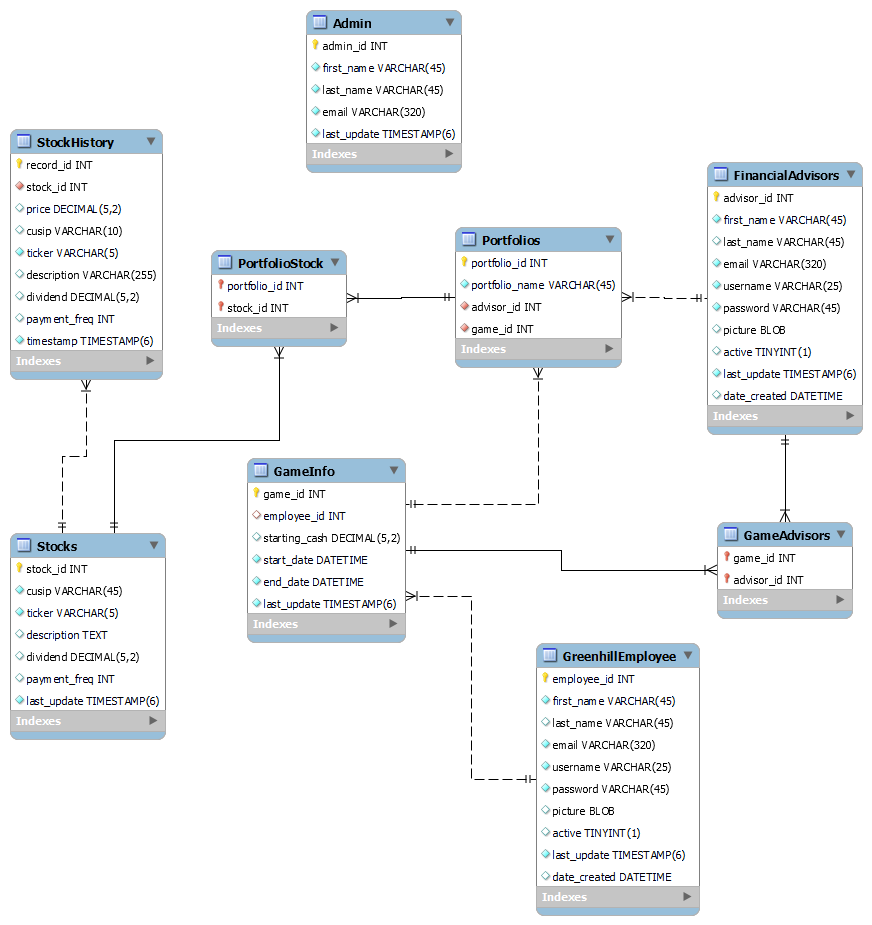 Admin
admin_id INT
first_name VARCHAR(45)
last_name VARCHAR(45)
email VARCHAR(320)
last_update TIMESTAMP(6)
Indexes
StockHistory
record_id INT
stock_id INT
price DECIMAL(5,2)
cusip VARCHAR(10)
ticker VARCHAR(5)
description VARCHAR(255)
dividend DECIMAL(5,2)
payment_freq INT
timestamp TIMESTAMP(6)
Indexes
PortfolioStock
portfolio_id INT
stock_id INT
Indexes
Portfolios
portfolio_id INT
portfolio_name VARCHAR(45)
advisor_id INT
game_id INT
Indexes
FinancialAdvisors
advisor_id INT
first_name VARCHAR(45)
last_name VARCHAR(45)
email VARCHAR(320)
username VARCHAR(25)
password VARCHAR(45)
picture BLOB
active TINYINT(1)
last_update TIMESTAMP(6)
date_created DATETIME
Indexes
Stocks
stock_id INT
cusip VARCHAR(45)
ticker VARCHAR(5)
description TEXT
dividend DECIMAL(5,2)
payment_freq INT
last_update TIMESTAMP(6)
Indexes
GameInfo
game_id INT
employee_id INT
starting_cash DECIMAL(5,2)
start_date DATETIME
end_date DATETIME
last_update TIMESTAMP(6)
Indexes
GameAdvisors
game_id INT
advisor_id INT
Indexes
GreenhillEmployee
employee_id INT
first_name VARCHAR(45)
last_name VARCHAR(45)
email VARCHAR(320)
username VARCHAR(25)
password VARCHAR(45)
picture BLOB
active TINYINT(1)
last_update TIMESTAMP(6)
date_created DATETIME
Indexes